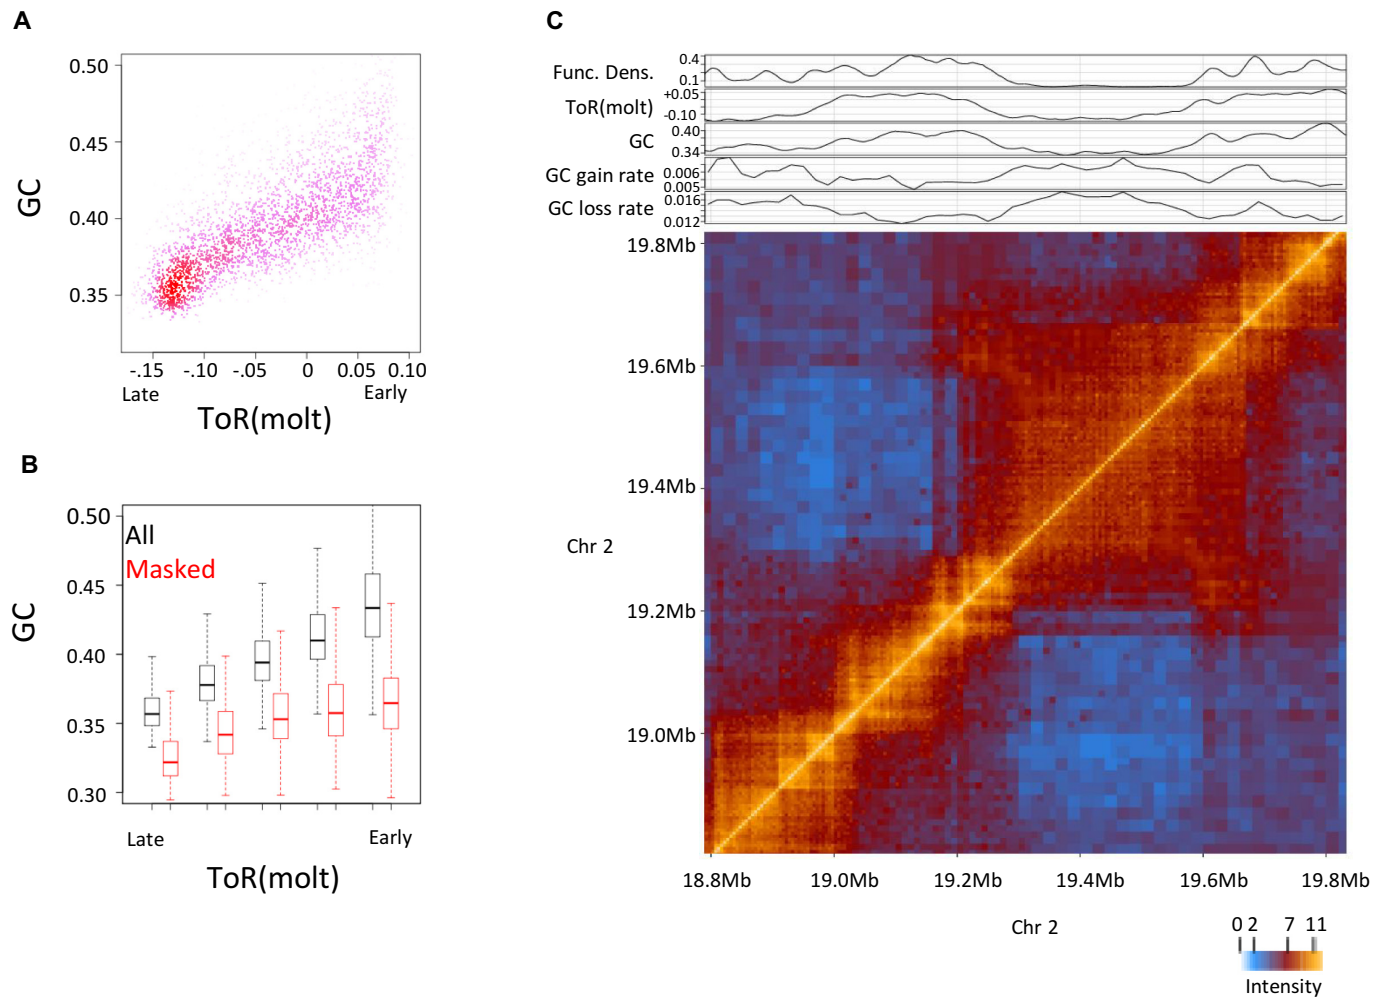 A
0.50
0.45
0.40
0.35
GC
-.15 -.10 -.05 0 0.05 0.10
Late Early
ToR(molt)
B
0.50
0.45
0.40
0.35
0.30
GC
All
Masked
Late Early
ToR(molt)
C
Func. Dens. 0.4 0.1
ToR(molt) +0.05 -0.10
GC 0.40 0.34
GC gain rate 0.006 0.005
GC loss rate 0.016 0.012
19.8Mb
19.6Mb
19.4Mb
Chr 2
19.2Mb
19.0Mb
18.8Mb 19.0Mb 19.2Mb 19.4Mb 19.6Mb 19.8Mb
Chr 2
0 2 7 11
Intensity